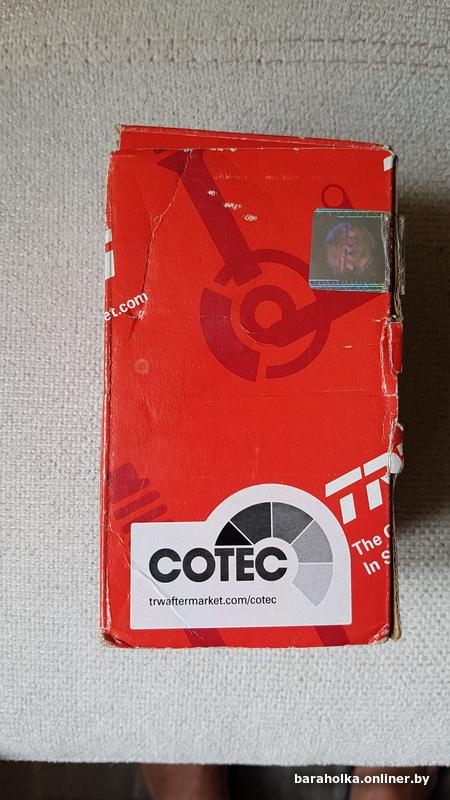 et.com
TR
The
In S
COTEC
trwaftermarket.com/cotec
baraholka.onliner.by